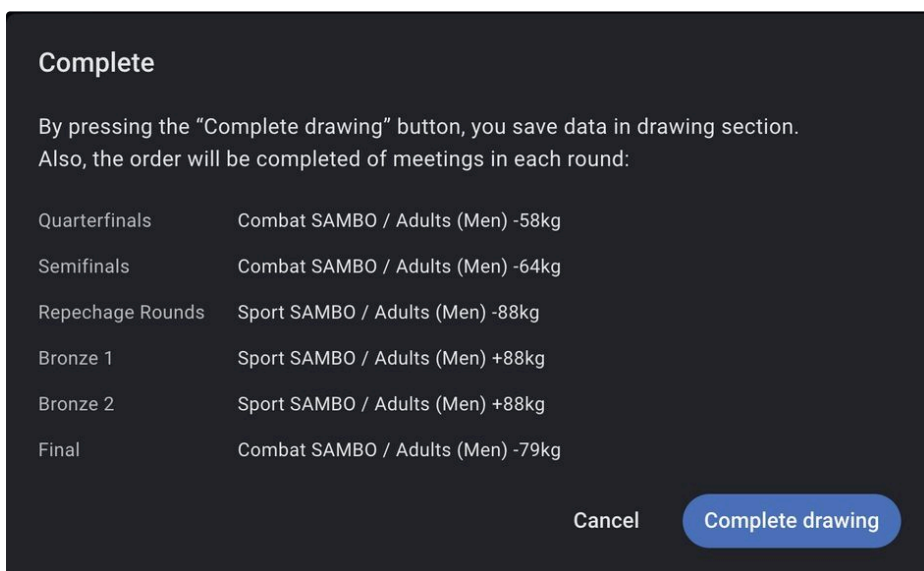 Complete
By pressing the “Complete drawing” button, you save data in drawing section.
Also, the order will be completed of meetings in each round:
Quarterfinals Combat SAMBO / Adults (Men) -58kg
Semifinals Combat SAMBO / Adults (Men) -64kg
Repechage Rounds Sport SAMBO / Adults (Men) -88kg
Bronze 1 Sport SAMBO / Adults (Men) +88kg
Bronze 2 Sport SAMBO / Adults (Men) +88kg
Final Combat SAMBO / Adults (Men) -79kg
Cancel Complete drawing